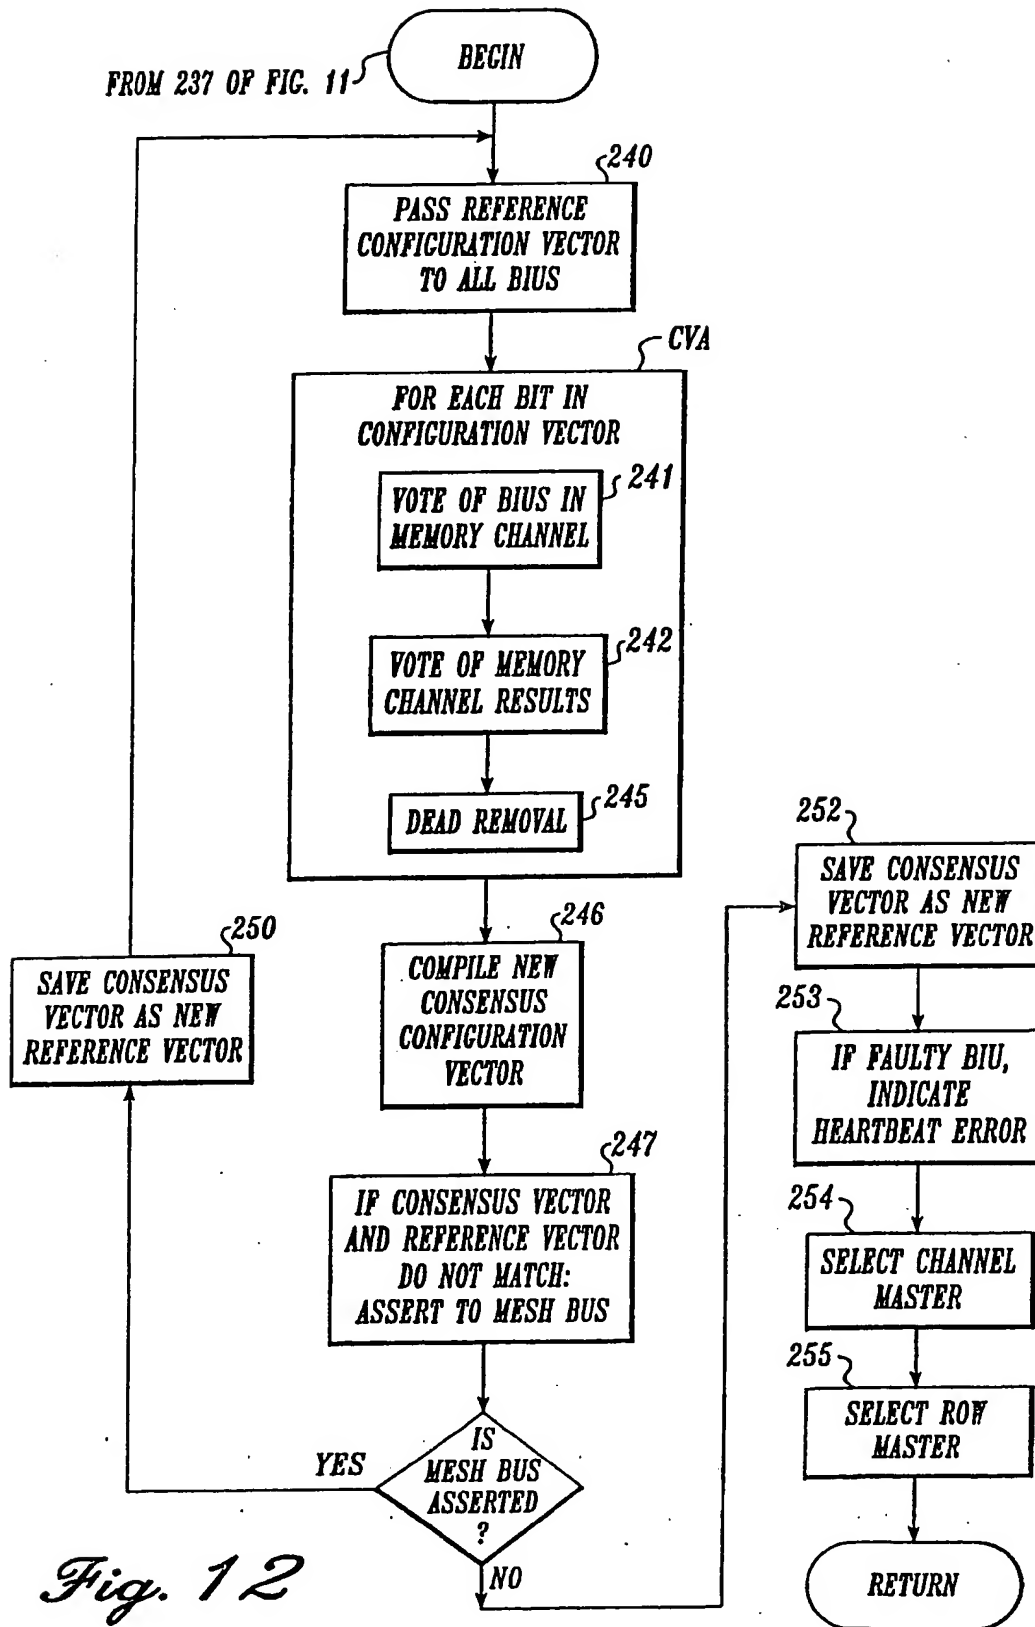 BEGIN
FROM 237 OF FIG. 11
240
PASS REFERENCE
CONFIGURATION VECTOR
TO ALL BIUS
CVA
FOR EACH BIT IN
CONFIGURATION VECTOR
241
VOTE OF BIUS IN
MEMORY CHANNEL
242
VOTE OF MEMORY
CHANNEL RESULTS
245
DEAD REMOVAL
246
COMPILE NEW
CONSENSUS
CONFIGURATION
VECTOR
247
IF CONSENSUS VECTOR
AND REFERENCE VECTOR
DO NOT MATCH:
ASSERT TO MESH BUS
IS
MESH BUS
ASSERTED
?
YES
NO
250
SAVE CONSENSUS
VECTOR AS NEW
REFERENCE VECTOR
252
SAVE CONSENSUS
VECTOR AS NEW
REFERENCE VECTOR
253
IF FAULTY BIU,
INDICATE
HEARTBEAT ERROR
254
SELECT CHANNEL
MASTER
255
SELECT ROW
MASTER
RETURN
Fig. 12